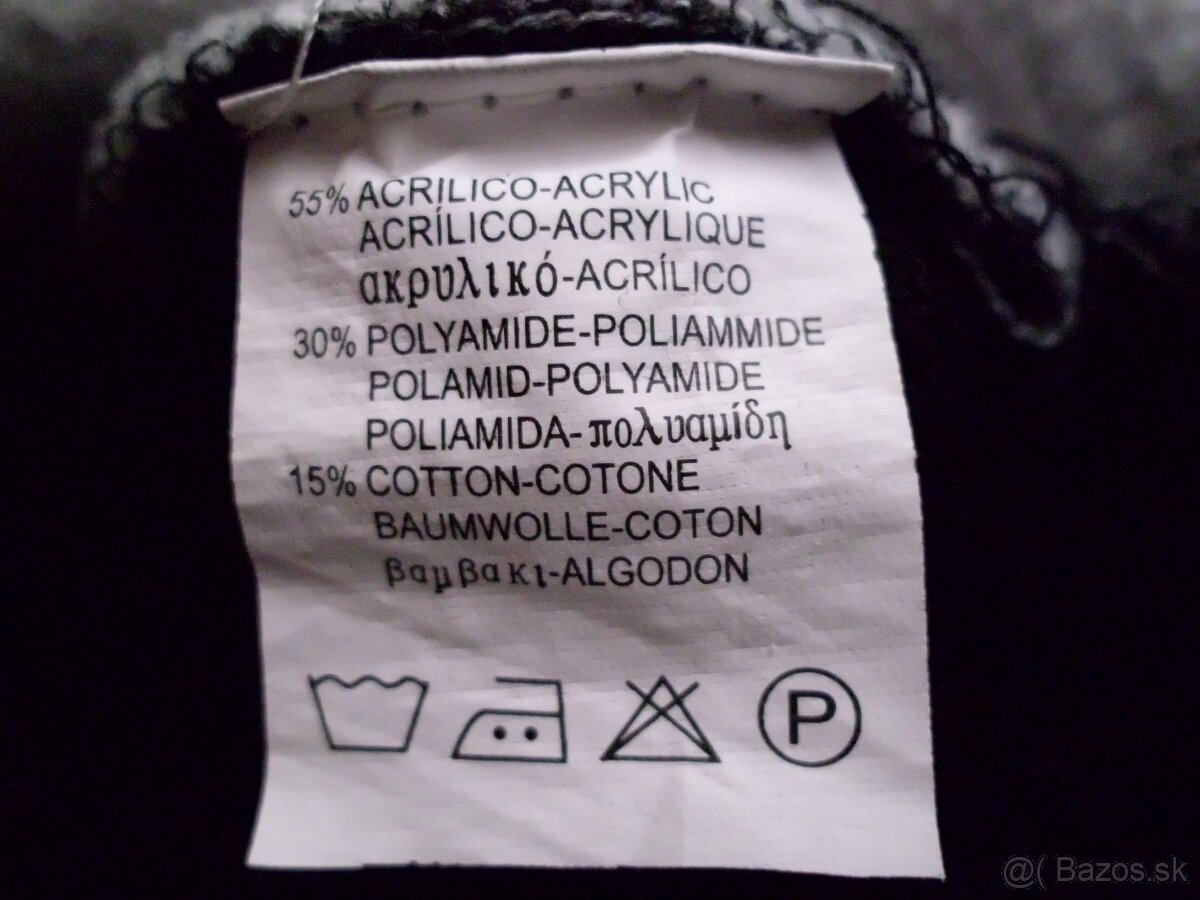 55% ACRILICO-ACRYLIC
ACRÍLICO-ACRYLIQUE
ακρυλικό-ACRÍLICO
30% POLYAMIDE-POLIAMMIDE
POLAMID-POLYAMIDE
POLIAMIDA-πολυαμίδη
15% COTTON-COTONE
BAUMWOLLE-COTON
βαμβακι-ALGODON
P
@( Bazos.sk